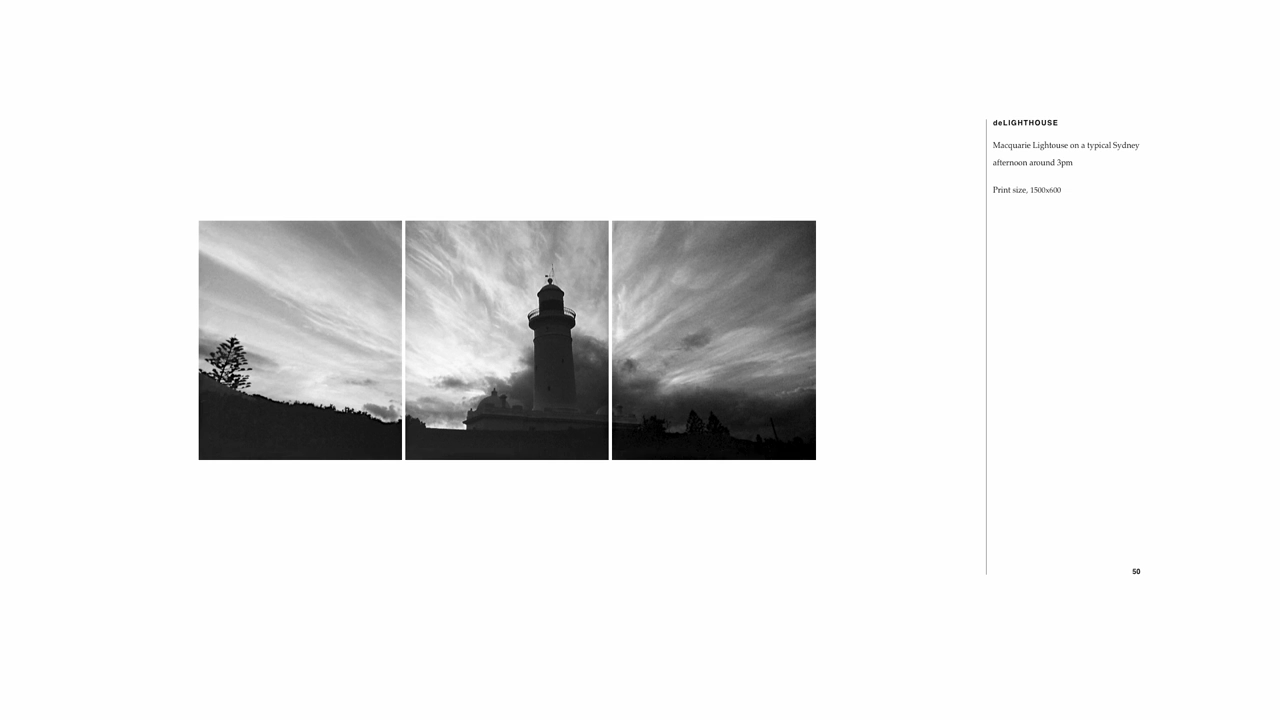 deLIGHTHOUSE
Macquarie Lightouse on a typical Sydney
afternoon around 3pm
Print size, 1500x600
50